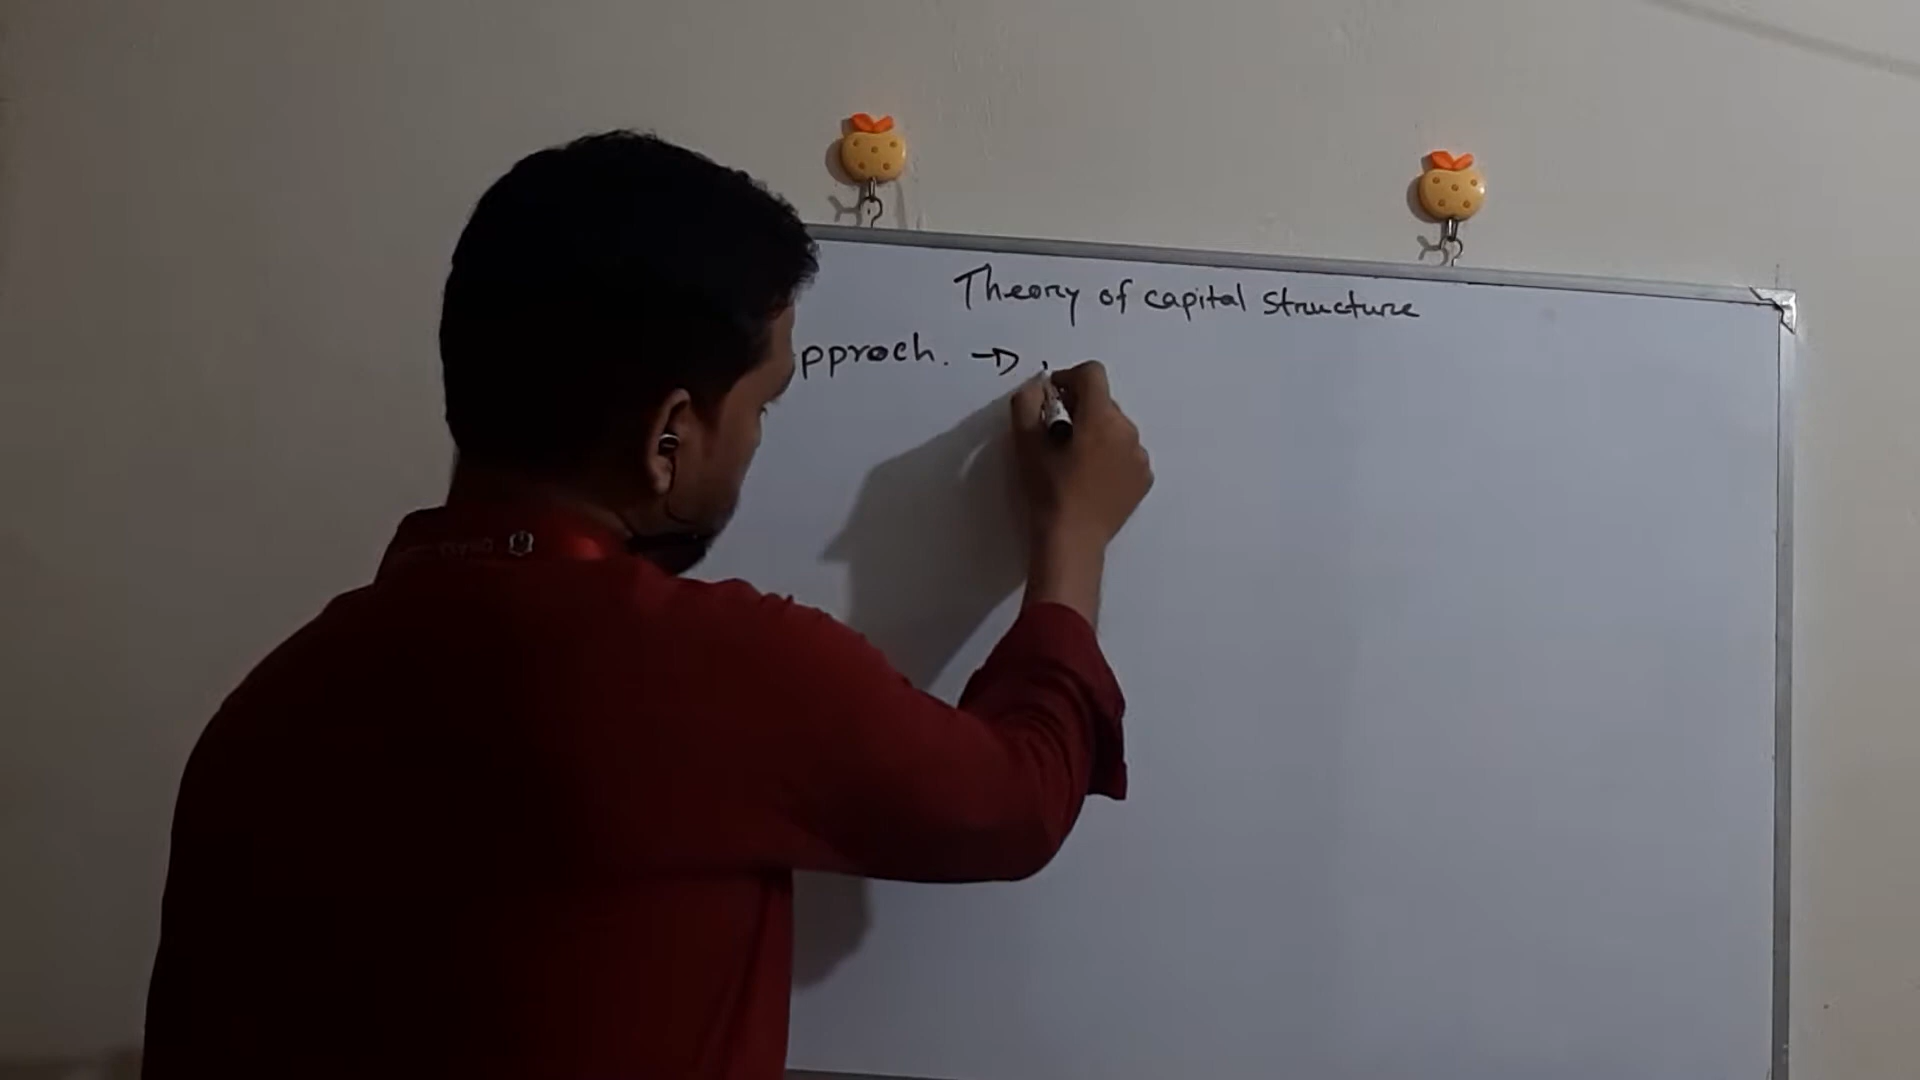 Theory of capital structure
pproch. →